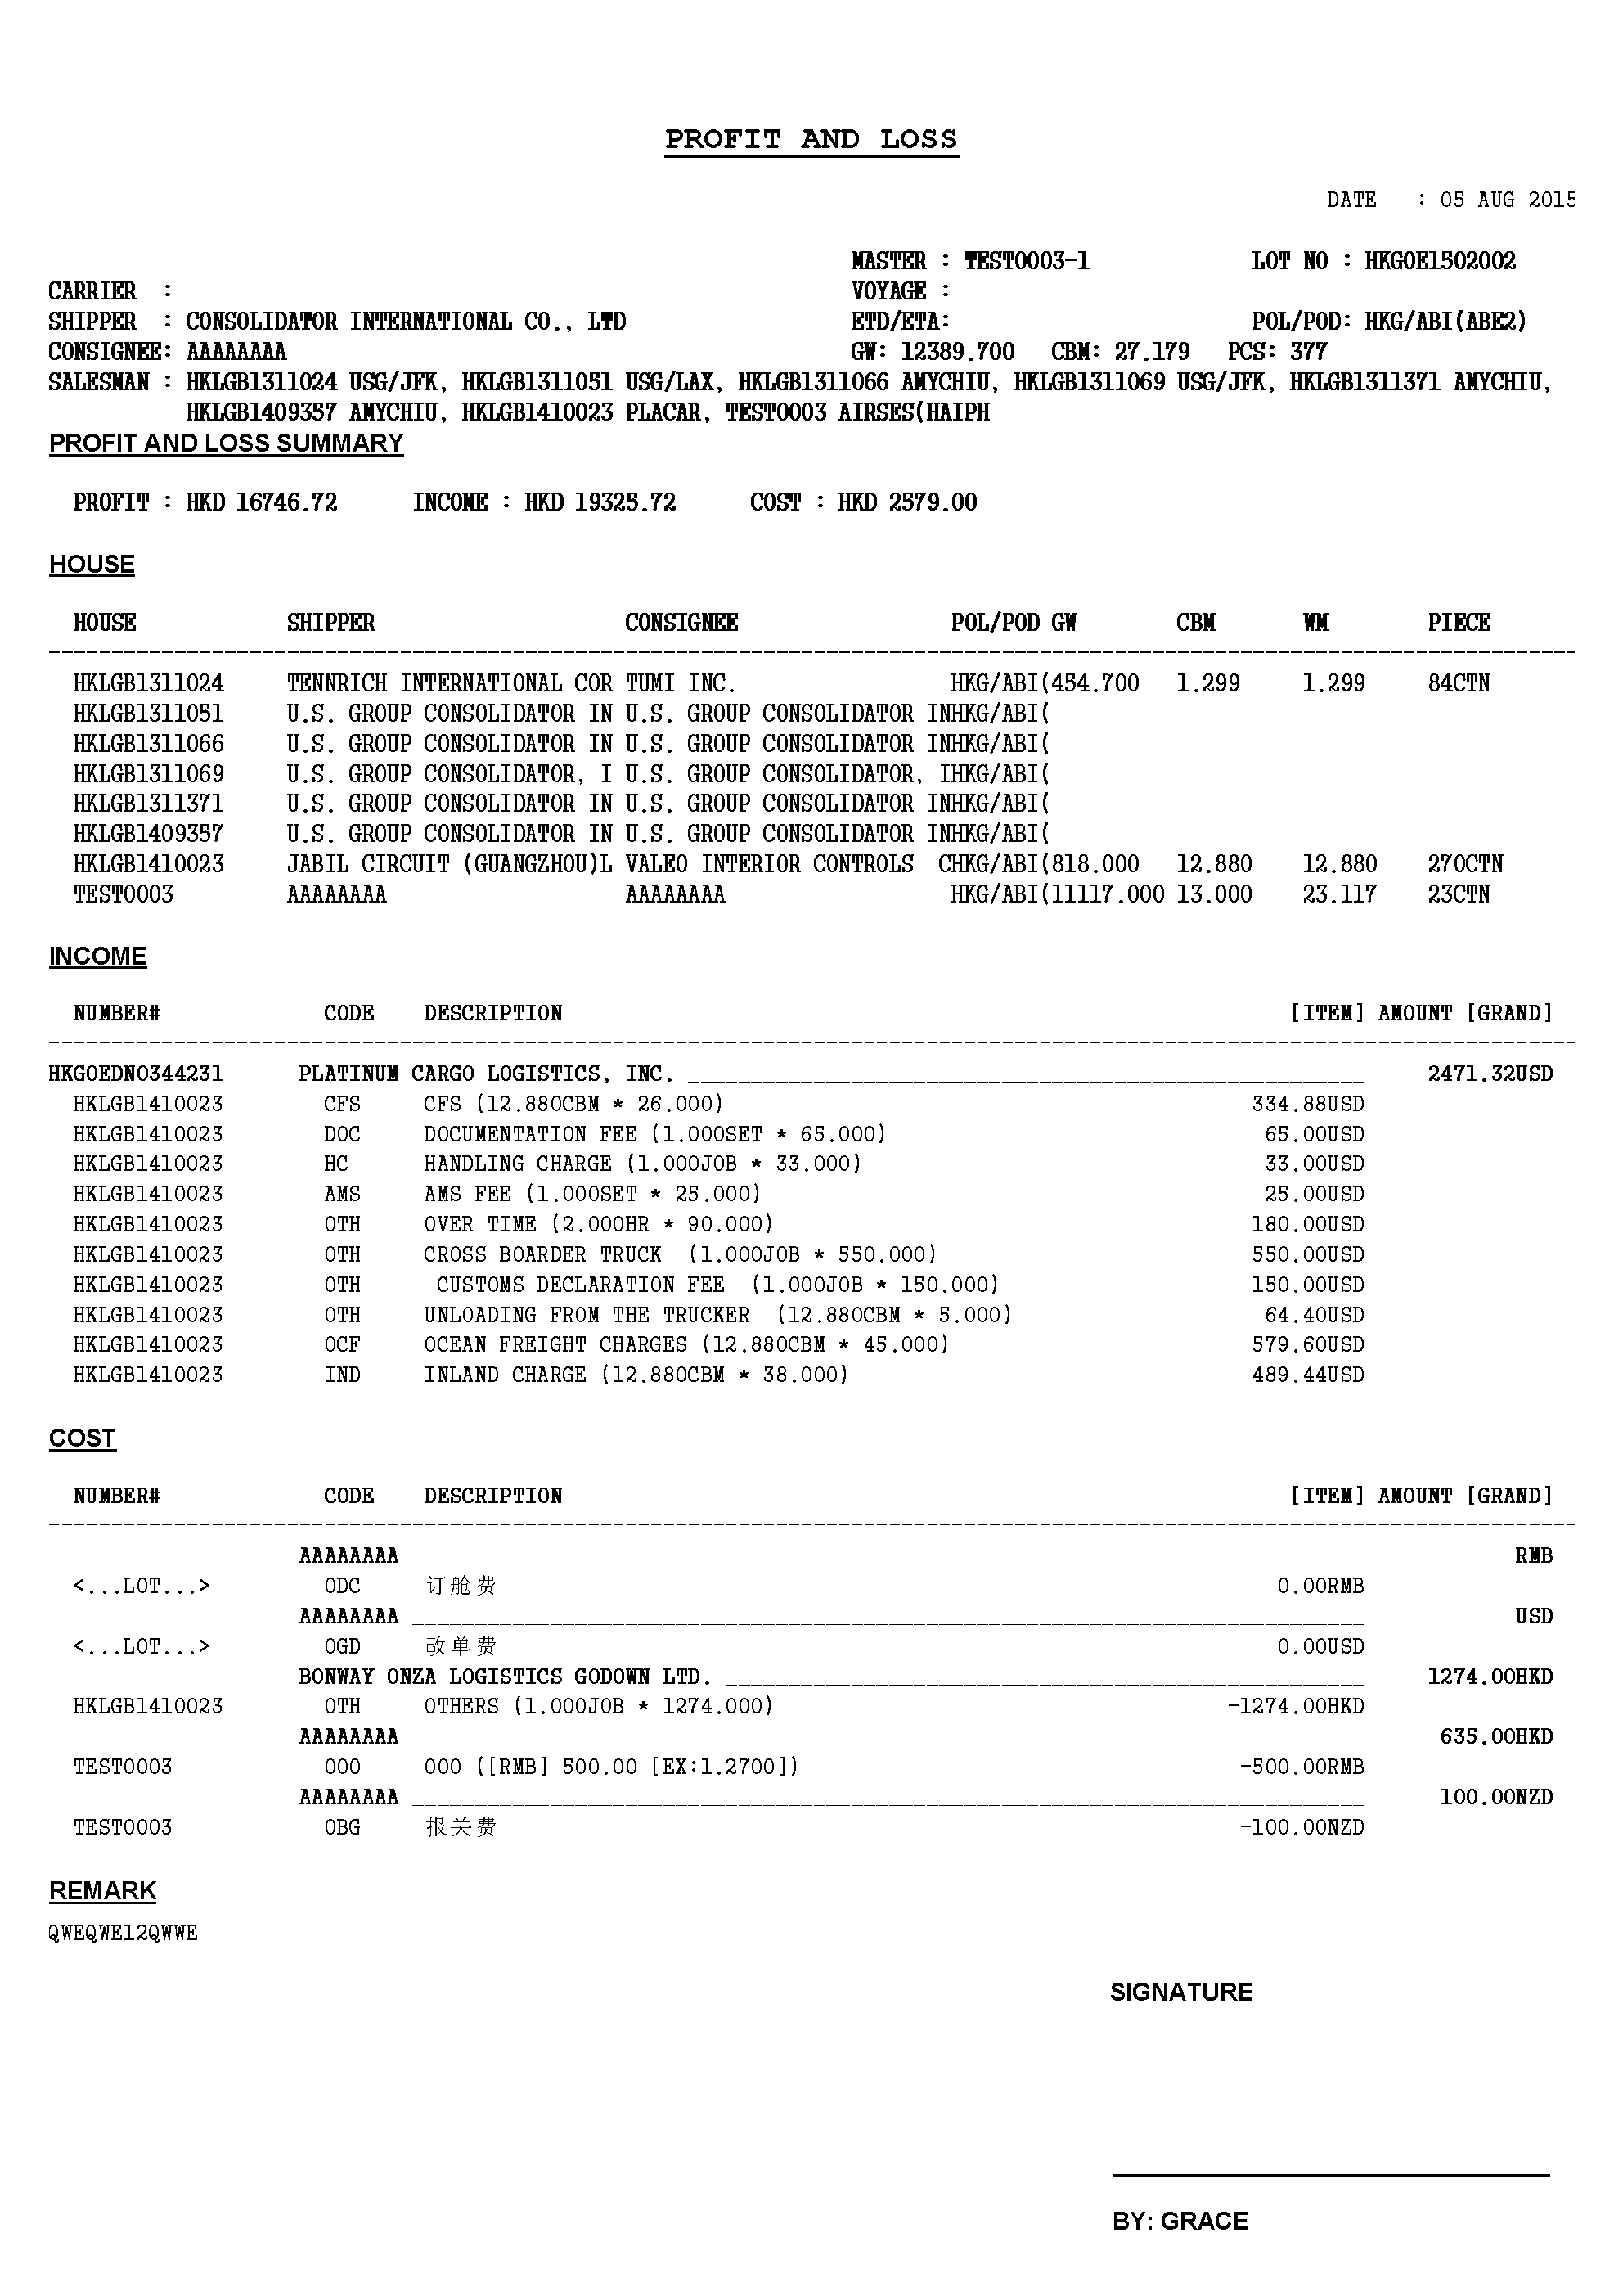 PROFIT AND LOSS
DATE : 05 AUG 2015
MASTER : TEST0003-1 LOT NO : HKGOE1502002
CARRIER : VOYAGE :
SHIPPER : CONSOLIDATOR INTERNATIONAL CO., LTD ETD/ETA: POL/POD: HKG/ABI(ABE2)
CONSIGNEE: AAAAAAAA GW: 12389.700 CBM: 27.179 PCS: 377
SALESMAN : HKLGB1311024 USG/JFK, HKLGB1311051 USG/LAX, HKLGB1311066 AMYCHIU, HKLGB1311069 USG/JFK, HKLGB1311371 AMYCHIU,
HKLGB1409357 AMYCHIU, HKLGB1410023 PLACAR, TEST0003 AIRSES(HAIPH
PROFIT AND LOSS SUMMARY
PROFIT : HKD 16746.72 INCOME : HKD 19325.72 COST : HKD 2579.00
HOUSE
HOUSE SHIPPER CONSIGNEE POL/POD GW CBM WM PIECE
HKLGB1311024 TENNRICH INTERNATIONAL COR TUMI INC. HKG/ABI(454.700 1.299 1.299 84CTN
HKLGB1311051 U.S. GROUP CONSOLIDATOR IN U.S. GROUP CONSOLIDATOR INHKG/ABI(
HKLGB1311066 U.S. GROUP CONSOLIDATOR IN U.S. GROUP CONSOLIDATOR INHKG/ABI(
HKLGB1311069 U.S. GROUP CONSOLIDATOR, I U.S. GROUP CONSOLIDATOR, IHKG/ABI(
HKLGB1311371 U.S. GROUP CONSOLIDATOR IN U.S. GROUP CONSOLIDATOR INHKG/ABI(
HKLGB1409357 U.S. GROUP CONSOLIDATOR IN U.S. GROUP CONSOLIDATOR INHKG/ABI(
HKLGB1410023 JABIL CIRCUIT (GUANGZHOU)L VALEO INTERIOR CONTROLS CHKG/ABI(818.000 12.880 12.880 270CTN
TEST0003 AAAAAAAA AAAAAAAA HKG/ABI(11117.000 13.000 23.117 23CTN
INCOME
NUMBER# CODE DESCRIPTION [ITEM] AMOUNT [GRAND]
HKGOEDN0344231 PLATINUM CARGO LOGISTICS, INC. 2471.32USD
HKLGB1410023 CFS CFS (12.880CBM * 26.000) 334.88USD
HKLGB1410023 DOC DOCUMENTATION FEE (1.000SET * 65.000) 65.00USD
HKLGB1410023 HC HANDLING CHARGE (1.000JOB * 33.000) 33.00USD
HKLGB1410023 AMS AMS FEE (1.000SET * 25.000) 25.00USD
HKLGB1410023 OTH OVER TIME (2.000HR * 90.000) 180.00USD
HKLGB1410023 OTH CROSS BOARDER TRUCK (1.000JOB * 550.000) 550.00USD
HKLGB1410023 OTH CUSTOMS DECLARATION FEE (1.000JOB * 150.000) 150.00USD
HKLGB1410023 OTH UNLOADING FROM THE TRUCKER (12.880CBM * 5.000) 64.40USD
HKLGB1410023 OCF OCEAN FREIGHT CHARGES (12.880CBM * 45.000) 579.60USD
HKLGB1410023 IND INLAND CHARGE (12.880CBM * 38.000) 489.44USD
COST
NUMBER# CODE DESCRIPTION [ITEM] AMOUNT [GRAND]
AAAAAAAA RMB
<...LOT...> ODC 订舱费 0.00RMB
AAAAAAAA USD
<...LOT...> OGD 改单费 0.00USD
BONWAY ONZA LOGISTICS GODOWN LTD. 1274.00HKD
HKLGB1410023 OTH OTHERS (1.000JOB * 1274.000) -1274.00HKD
AAAAAAAA 635.00HKD
TEST0003 000 000 ([RMB] 500.00 [EX:1.2700]) -500.00RMB
AAAAAAAA 100.00NZD
TEST0003 OBG 报关费 -100.00NZD
REMARK
QWEQWE12QWWE
SIGNATURE
BY: GRACE